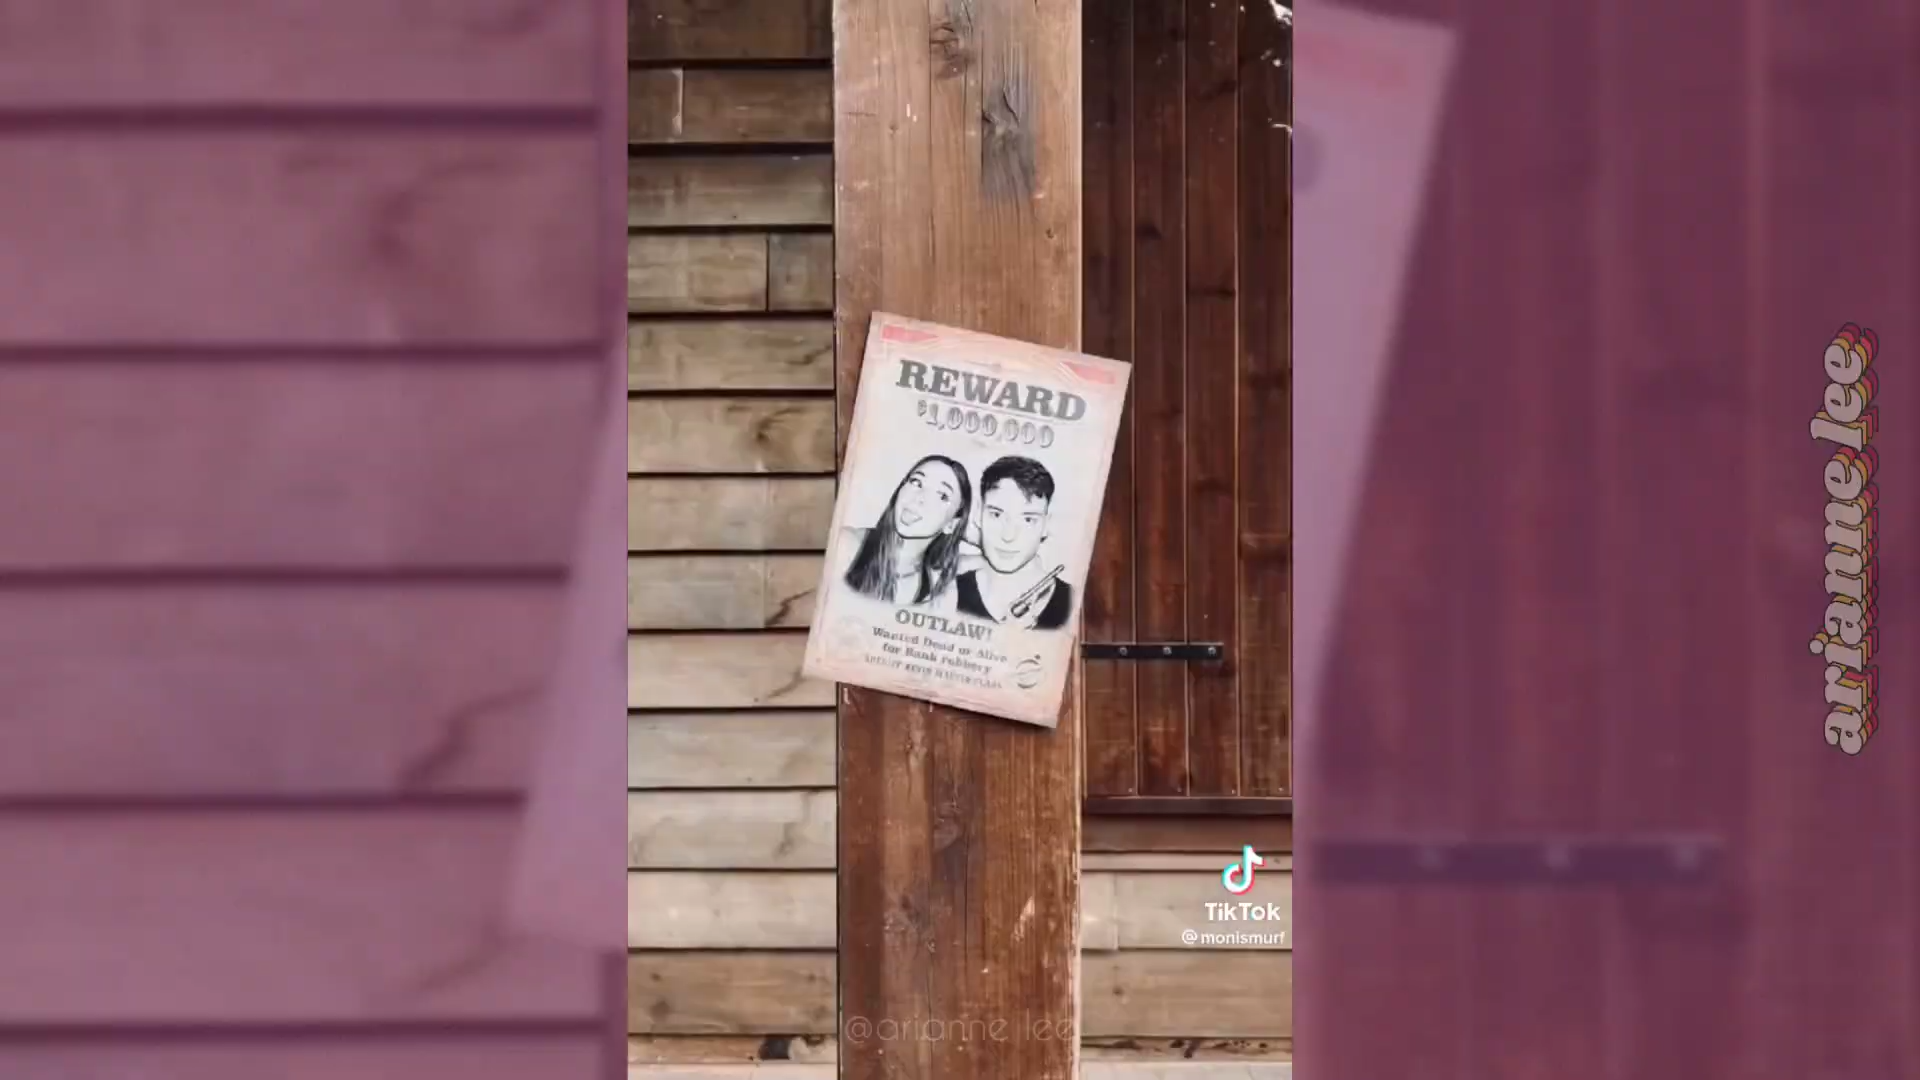 REWARD
$1,000,000
OUTLAW!
Wanted Dead or Alive
for Bank robbery
TikTok
@monismurf
@arianne lee
arianne lee